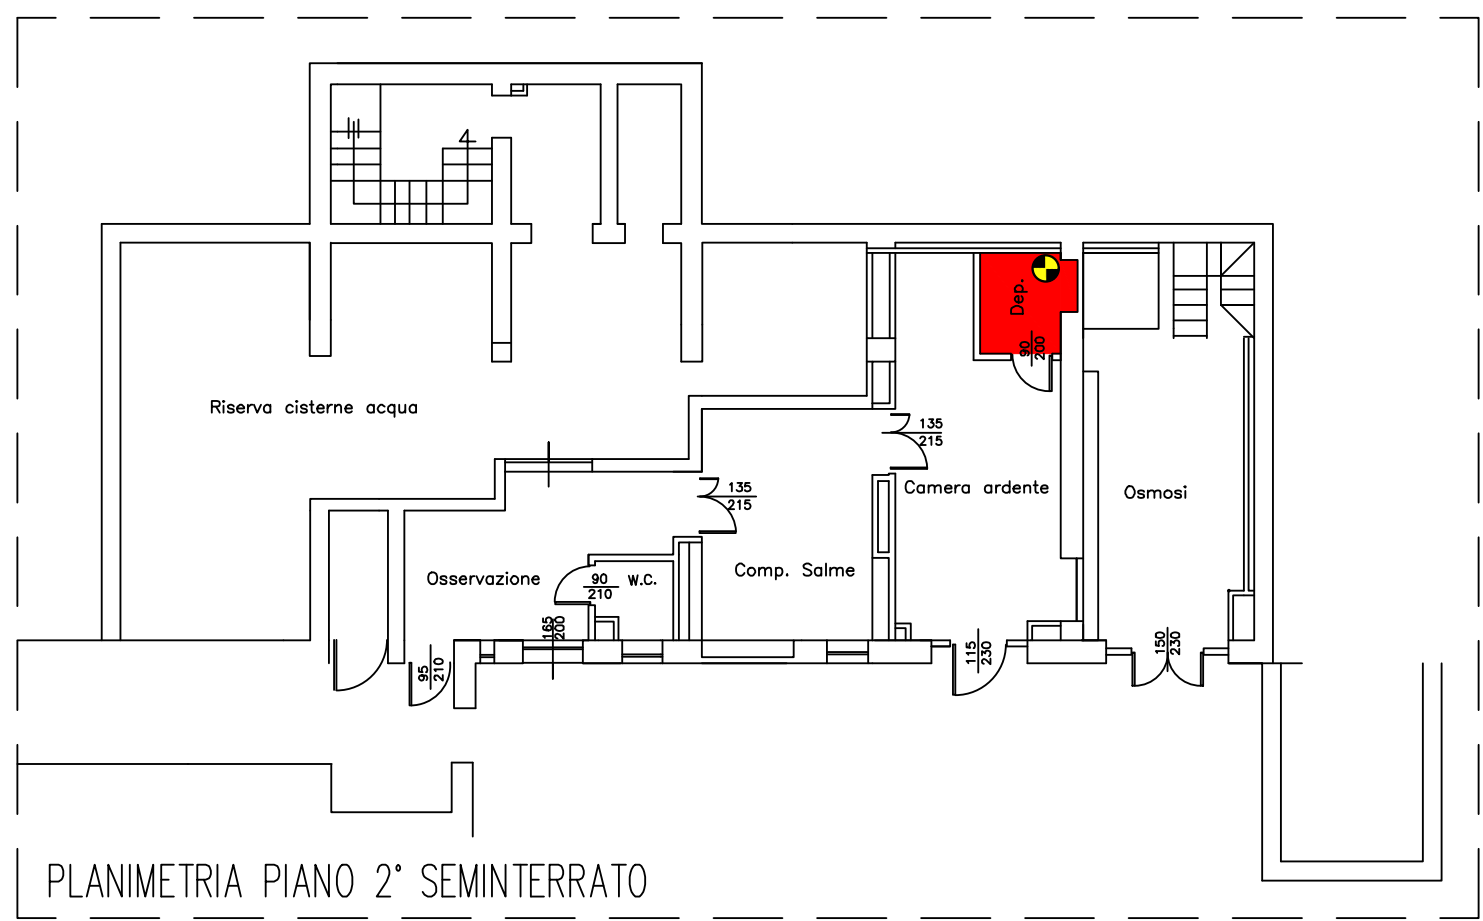 4
Dep.
90
200
Riserva cisterne acqua
135
215
Camera ardente
Osmosi
135
215
Osservazione
90
210
W.C.
Comp. Salme
165
200
95
210
115
230
150
230
PLANIMETRIA PIANO 2° SEMINTERRATO